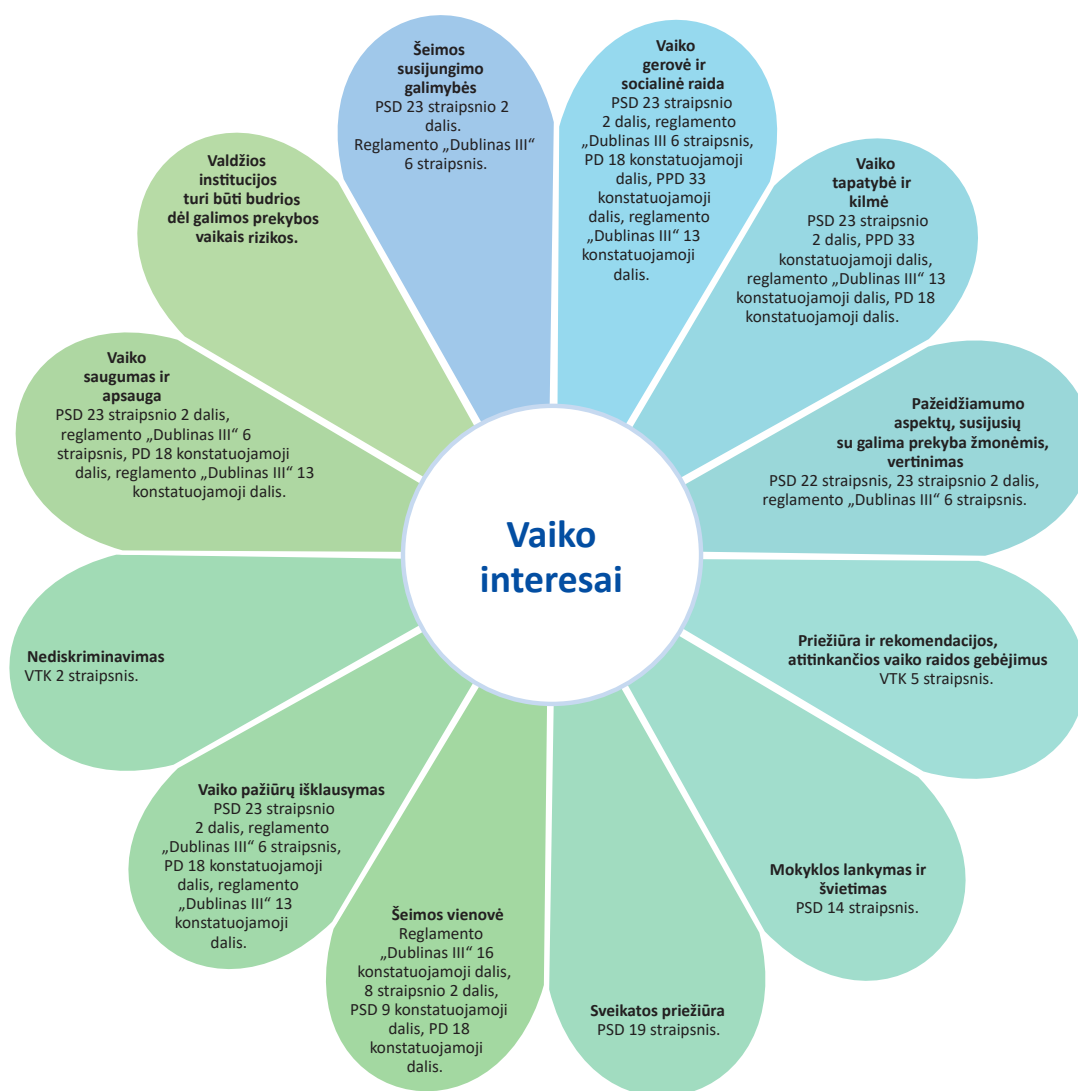 Šeimos
susijungimo
galimybės
PSD 23 straipsnio 2
dalis.
Reglamento „Dublinas III“
6 straipsnis.
Vaiko
gerovė ir
socialinė raida
PSD 23 straipsnio
2 dalis, reglamento
„Dublinas III 6 straipsnis,
PD 18 konstatuojamoji
dalis, PPD 33
konstatuojamoji
dalis, reglamento
„Dublinas III“ 13
konstatuojamoji
dalis.
Vaiko
tapatybė ir
kilmė
PSD 23 straipsnio
2 dalis, PPD 33
konstatuojamoji dalis,
reglamento „Dublinas III“ 13
konstatuojamoji dalis, PD 18
konstatuojamoji dalis.
Pažeidžiamumo
aspektų, susijusių
su galima prekyba žmonėmis,
vertinimas
PSD 22 straipsnis, 23 straipsnio 2 dalis,
reglamento „Dublinas III“ 6 straipsnis.
Priežiūra ir rekomendacijos,
atitinkančios vaiko raidos gebėjimus
VTK 5 straipsnis.
Mokyklos lankymas ir
švietimas
PSD 14 straipsnis.
Sveikatos priežiūra
PSD 19 straipsnis.
Šeimos vienovė
Reglamento
„Dublinas III“ 16
konstatuojamoji dalis,
8 straipsnio 2 dalis,
PSD 9 konstatuojamoji
dalis, PD 18
konstatuojamoji
dalis.
Vaiko pažiūrų išklausymas
PSD 23 straipsnio
2 dalis, reglamento
„Dublinas III“ 6 straipsnis,
PD 18 konstatuojamoji
dalis, reglamento
„Dublinas III“ 13
konstatuojamoji
dalis.
Nediskriminavimas
VTK 2 straipsnis.
Vaiko
saugumas ir
apsauga
PSD 23 straipsnio 2 dalis,
reglamento „Dublinas III“ 6
straipsnis, PD 18 konstatuojamoji
dalis, reglamento „Dublinas III“ 13
konstatuojamoji dalis.
Valdžios
institucijos
turi būti budrios
dėl galimos prekybos
vaikais rizikos.
Vaiko
interesai